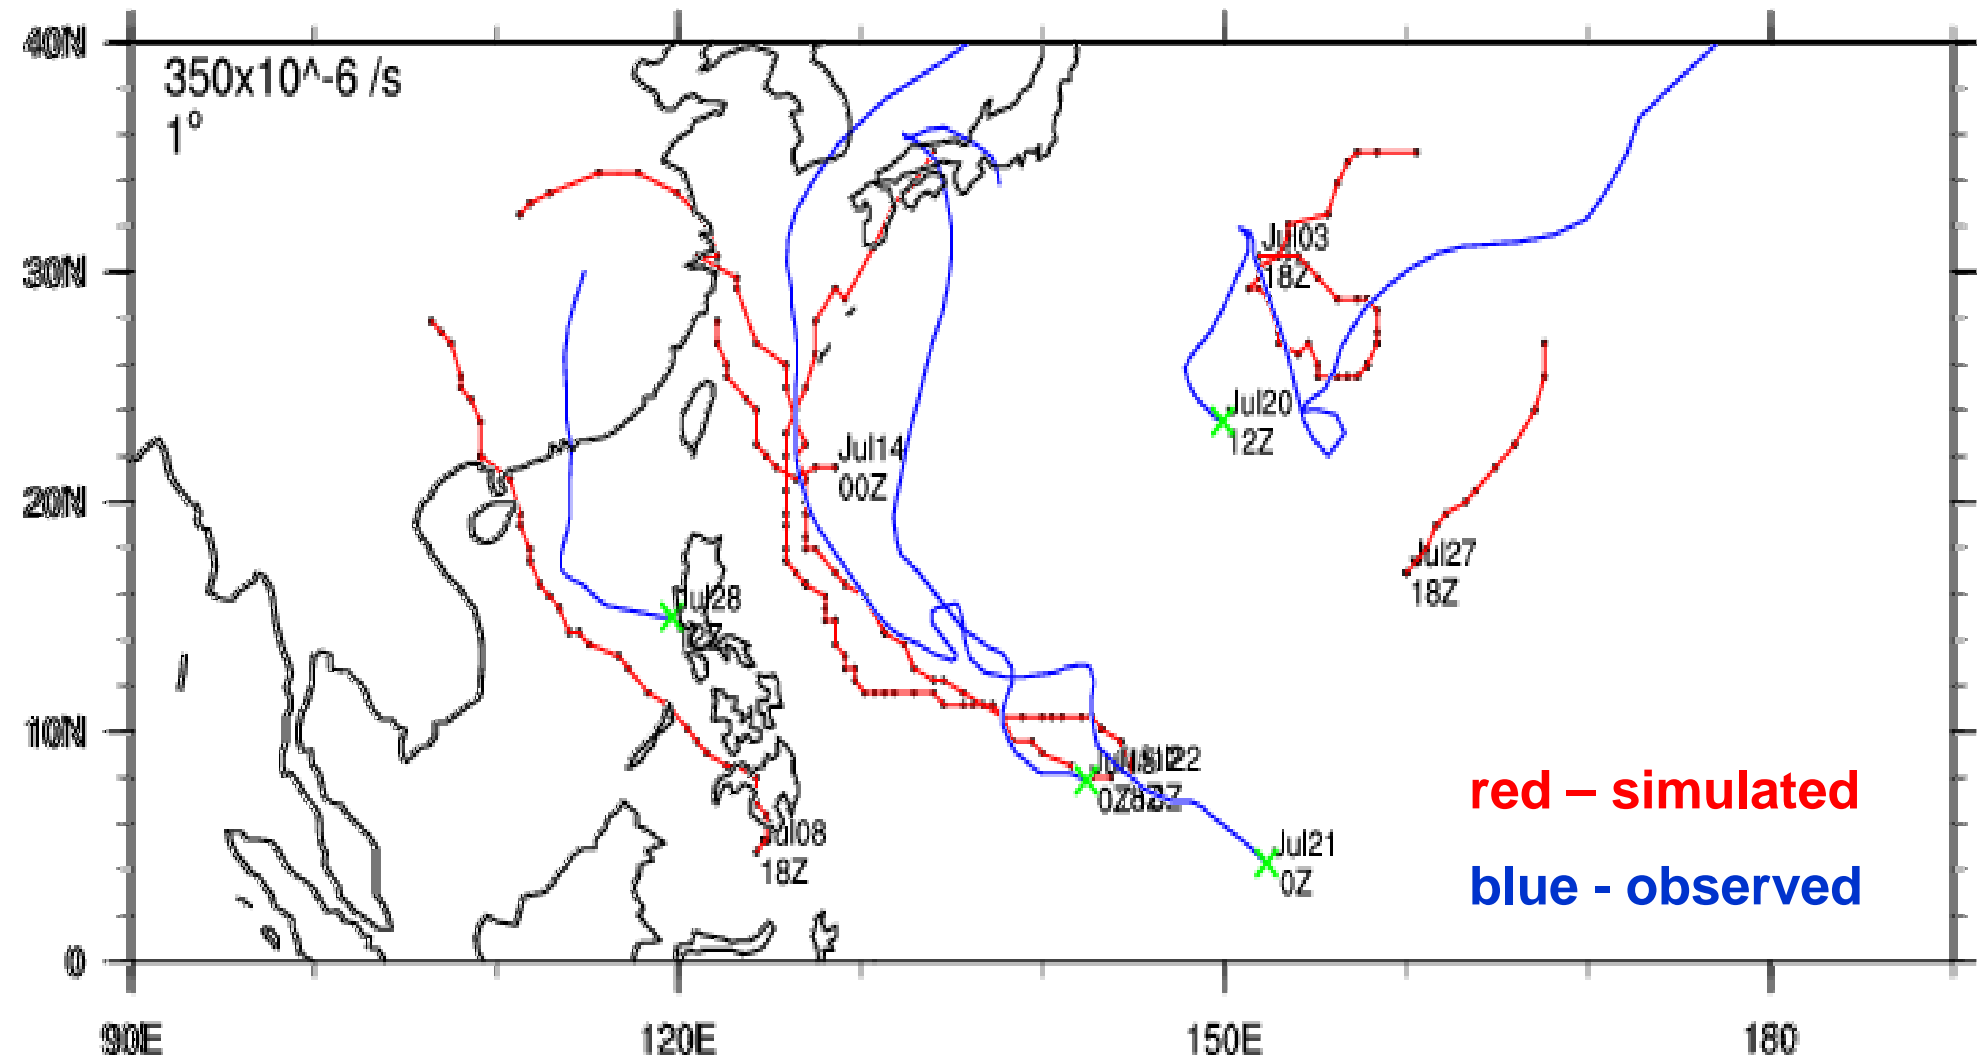 40N
350x10^-6 /s
1°
30N
20N
10N
0
Jul03
18Z
Jul20
12Z
Jul14
00Z
Jul27
18Z
Jul28
Jul08
18Z
Jul21
0Z
red – simulated
blue - observed
90E
120E
150E
180